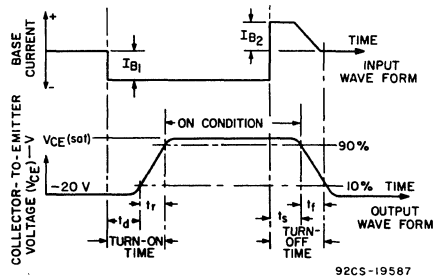 BASE
CURRENT
+
-
IB1
IB2
TIME
INPUT
WAVE FORM
COLLECTOR-TO-EMITTER
VOLTAGE (VCE)—V
VCE(sat)
ON CONDITION
90%
-20 V
10%
TIME
td
tr
ts
tf
OUTPUT
WAVE FORM
TURN-ON
TIME
TURN-
OFF TIME
92CS-19587